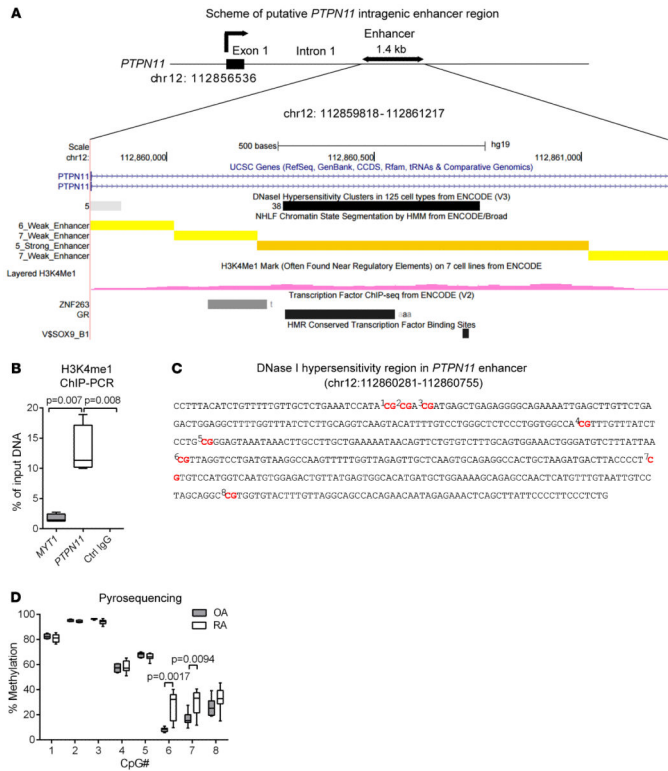 A
Scheme of putative PTPN11 intragenic enhancer region
Enhancer
Exon 1 Intron 1 1.4 kb
PTPN11
chr12: 112856536
chr12: 112859818-112861217
Scale 500 bases hg19
chr12: 112,860,000 112,860,500 112,861,000
UCSC Genes (RefSeq, GenBank, CCDS, Rfam, tRNAs & Comparative Genomics)
PTPN11
PTPN11
DNaseI Hypersensitivity Clusters in 125 cell types from ENCODE (V3)
5 38
NHLF Chromatin State Segmentation by HMM from ENCODE/Broad
6_Weak_Enhancer
7_Weak_Enhancer
5_Strong_Enhancer
7_Weak_Enhancer
H3K4Me1 Mark (Often Found Near Regulatory Elements) on 7 cell lines from ENCODE
Layered H3K4Me1
Transcription Factor ChIP-seq from ENCODE (V2)
ZNF263 t
GR aaa
HMR Conserved Transcription Factor Binding Sites
V$SOX9_B1
B
H3K4me1
ChIP-PCR
p=0.007 p=0.008
% of input DNA
20
15
10
5
0
MYT1
PTPN11
Ctrl IgG
C
DNase I hypersensitivity region in PTPN11 enhancer
(chr12:112860281-112860755)
CCTTTACATCTGTTTTTGTTGCTCTGAAATCCATA1CG2CGA3CGATGAGCTGAGAGGGGCAGAAAATTGAGCTTGTTCTGA
GACTGGAGGCTCTTTTGGTTTATCTCTTGCAGGTCAAGTACATTTTGTCCTGGGTAGCACTGGCCA4CGTTTGTTTATCT
CCTG5CGGGAGTAAATAAACTTGCCTTGCTGAAAAATAACAGTTCTGTGTCTTTGCAGTGGAAACTGGGATGTCTTTATTAA
6CGTTAGGTCCTGATGTAAGGCCAAGTTTTTGGTTAGAGTTGCTCAAGTGCAGAGGCCACTGCTAAGATGACTTACCCCT7C
GTGTCCATGGTCAATGTGGAGACTGTTATGAGTGGCACATGATGCTGGAAAAGCAGAGCCAACTCATGTTTGTAATTGTCC
TAGCAGGC8CGTGGTGTACTTTGTTAGGCAGCCACAGAACAATAGAGAAACTCAGCTTATTCCCCTTCCCTCTG
D
Pyrosequencing
OA
RA
p=0.0094
p=0.0017
% Methylation
100
80
60
40
20
0
1 2 3 4 5 6 7 8
CpG#